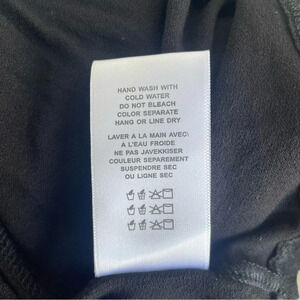 HAND WASH WITH
COLD WATER
DO NOT BLEACH
COLOR SEPARATE
HANG OR LINE DRY
LAVER A LA MAIN AVEC\
A L'EAU FROIDE
NE PAS JAVEKKISER
COULEUR SEPAREMENT
SUSPENDRE SEC
OU LIGNE SEC